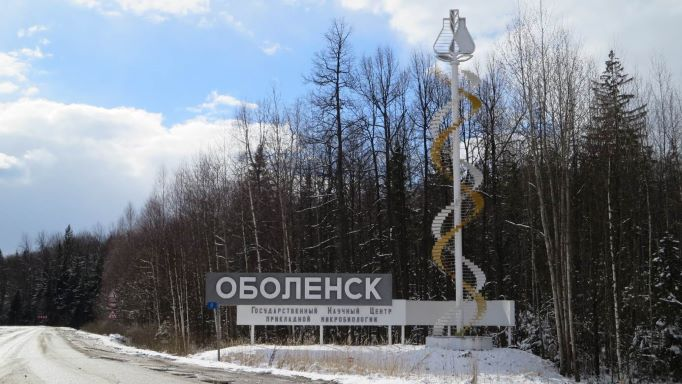 ОБОЛЕНСК
Государственный Научный Центр
прикладной микробиологии